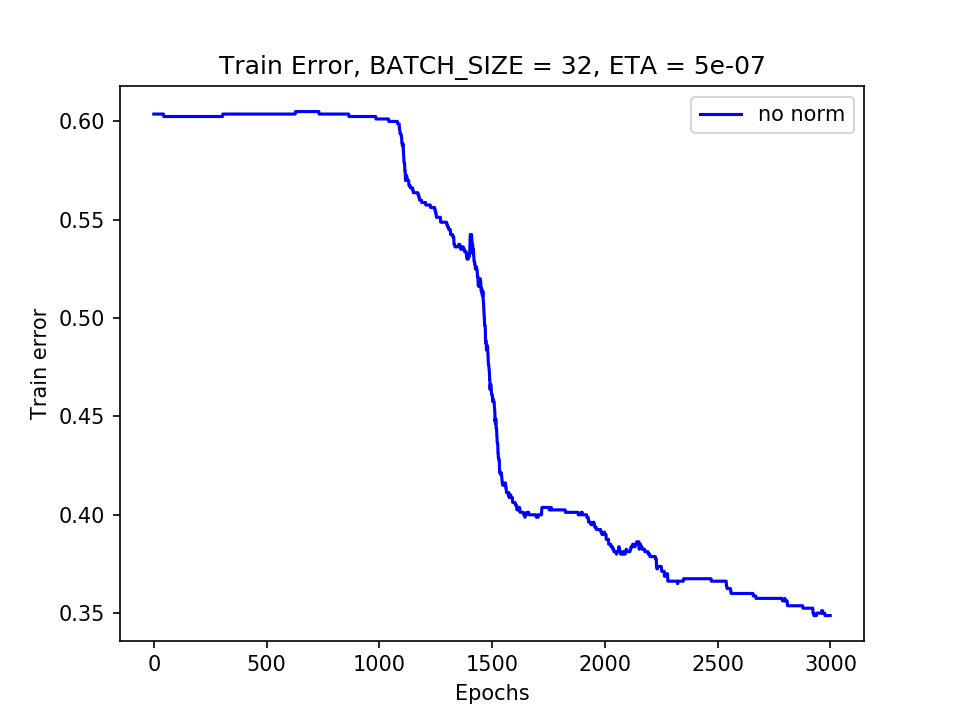 Train Error, BATCH_SIZE = 32, ETA = 5e-07
no norm
0.60
0.55
0.50
0.45
0.40
0.35
Train error
0 500 1000 1500 2000 2500 3000
Epochs